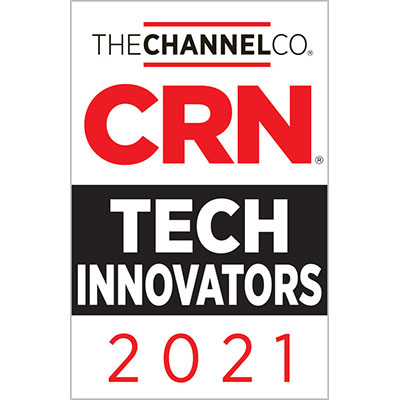 THECHANNELCO®
CRN®
TECH
INNOVATORS
2021